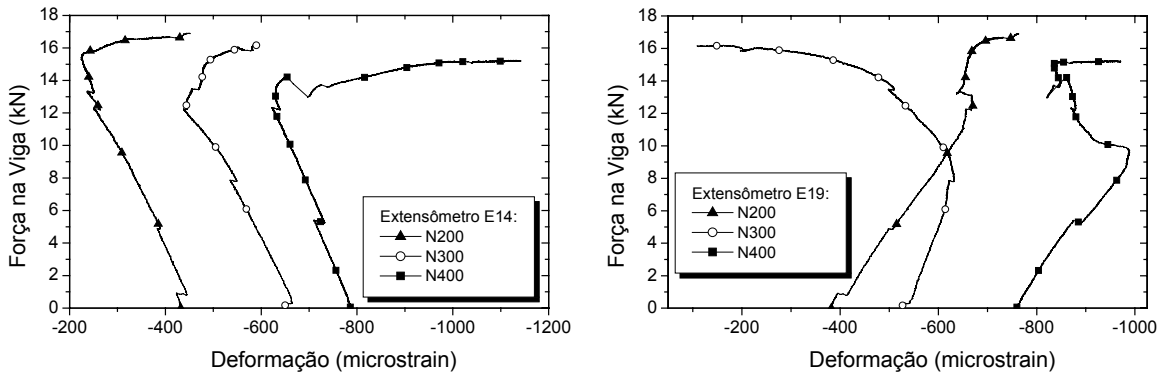 18
16
14
12
10
8
6
4
2
0
Força na Viga (kN)
Extensômetro E14:
N200
N300
N400
-200 -400 -600 -800 -1000 -1200
Deformação (microstrain)
18
16
14
12
10
8
6
4
2
0
Força na Viga (kN)
Extensômetro E19:
N200
N300
N400
-200 -400 -600 -800 -1000
Deformação (microstrain)